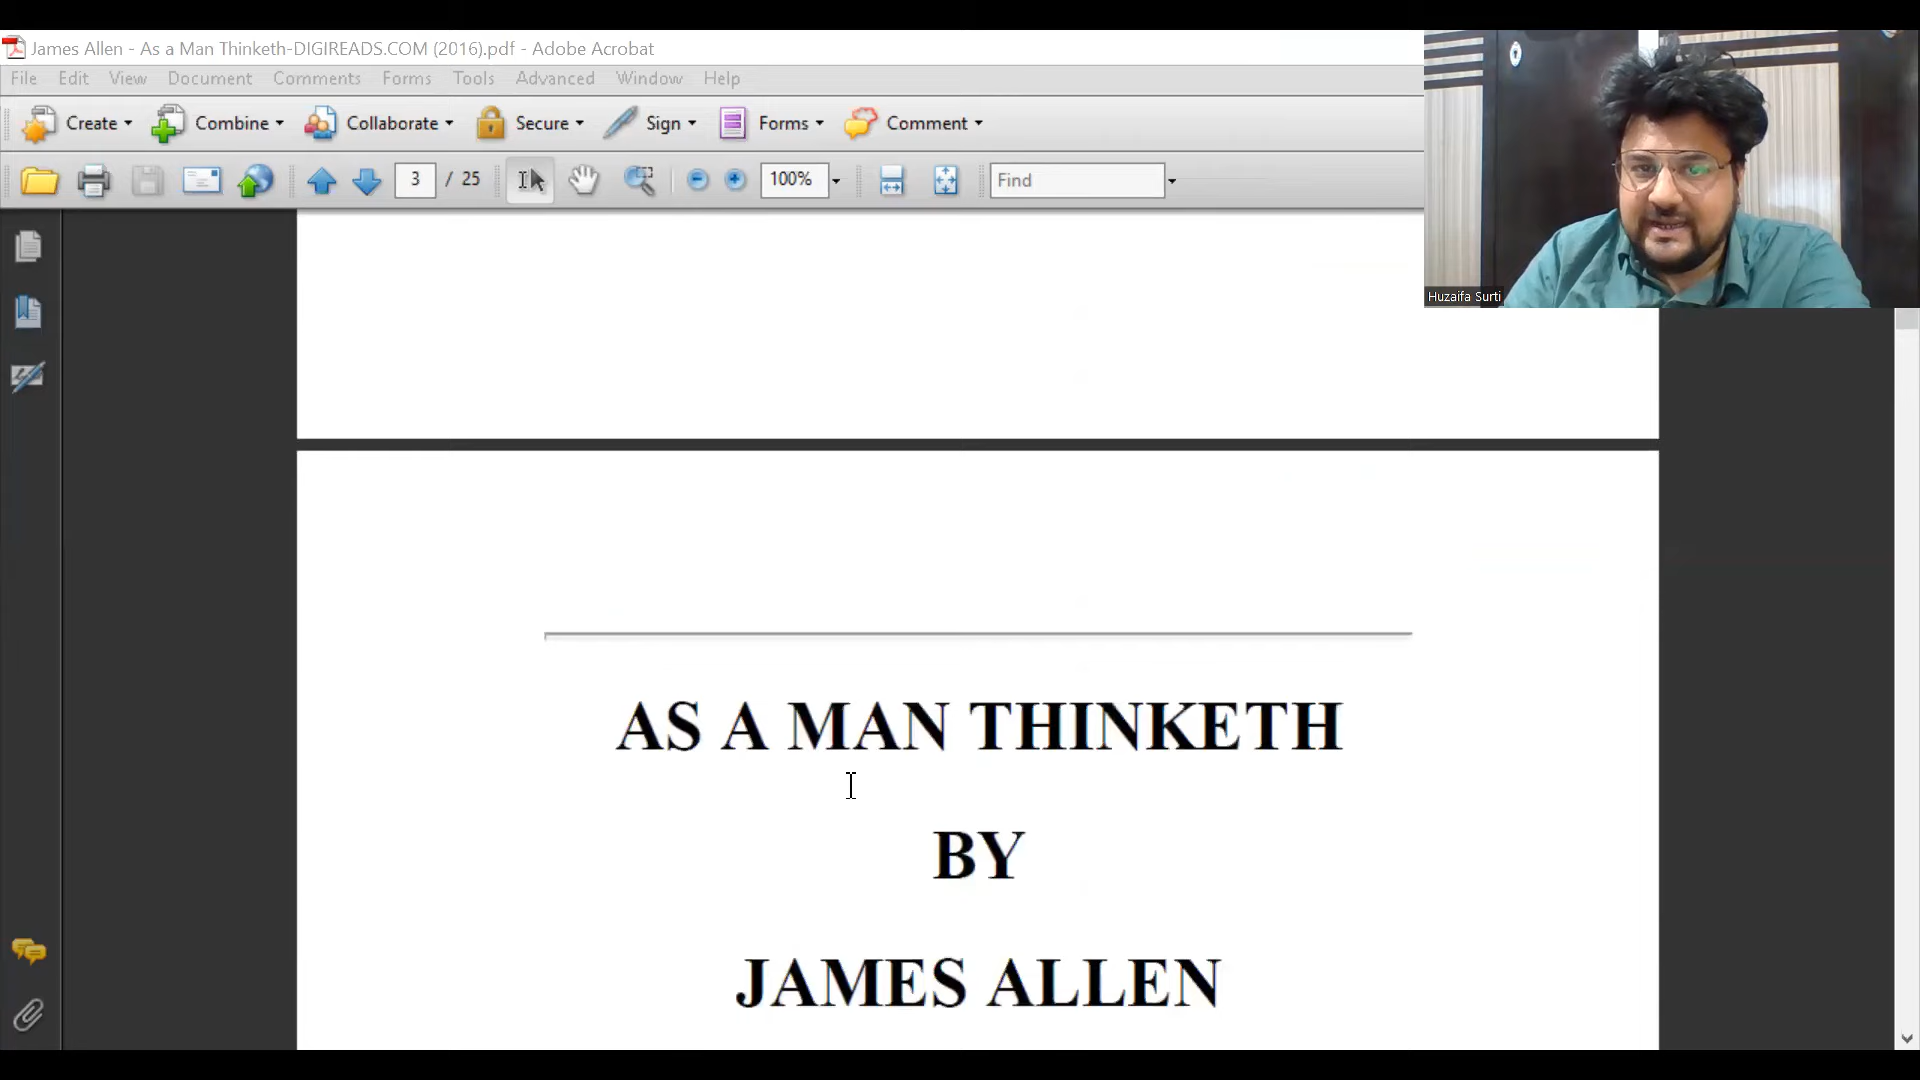 James Allen - As a Man Thinketh-DIGIREADS.COM (2016).pdf - Adobe Acrobat
File Edit View Document Comments Forms Tools Advanced Window Help
Create Combine Collaborate Secure Sign Forms Comment
3 / 25 100% Find
Huzaifa Surti
AS A MAN THINKETH
BY
JAMES ALLEN